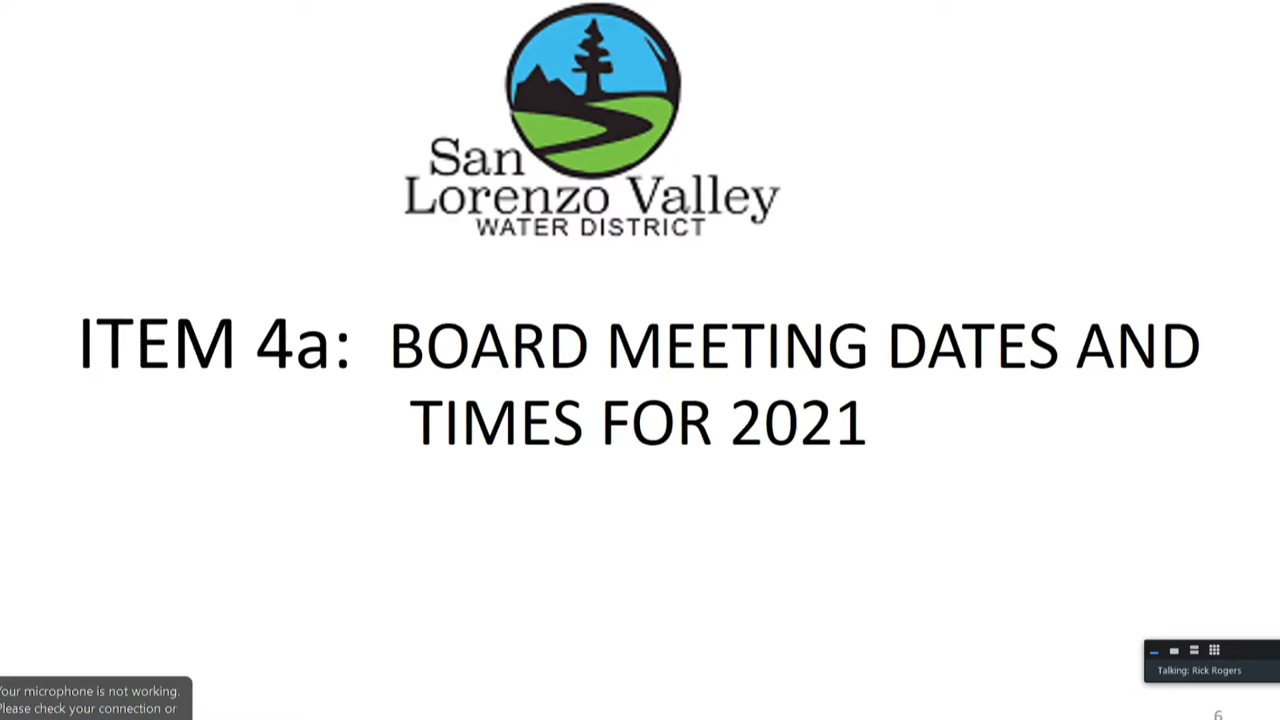 San
Lorenzo Valley
WATER DISTRICT
ITEM 4a: BOARD MEETING DATES AND
TIMES FOR 2021
Talking: Rick Rogers
Your microphone is not working.
Please check your connection or
6